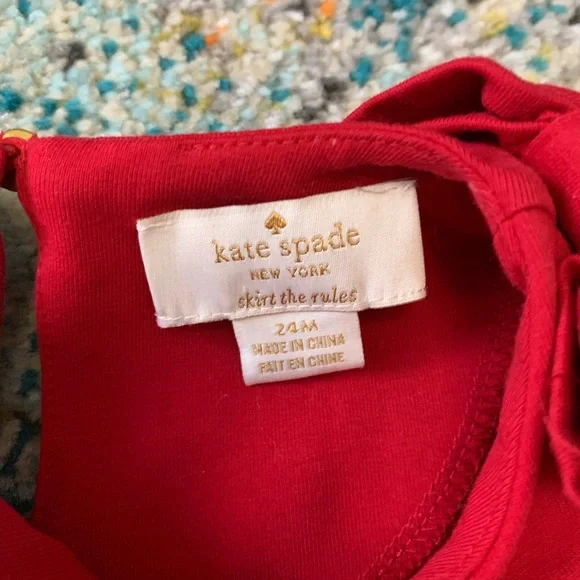 kate spade
NEW YORK
skirt the rules
24M
MADE IN CHINA
FAIT EN CHINE